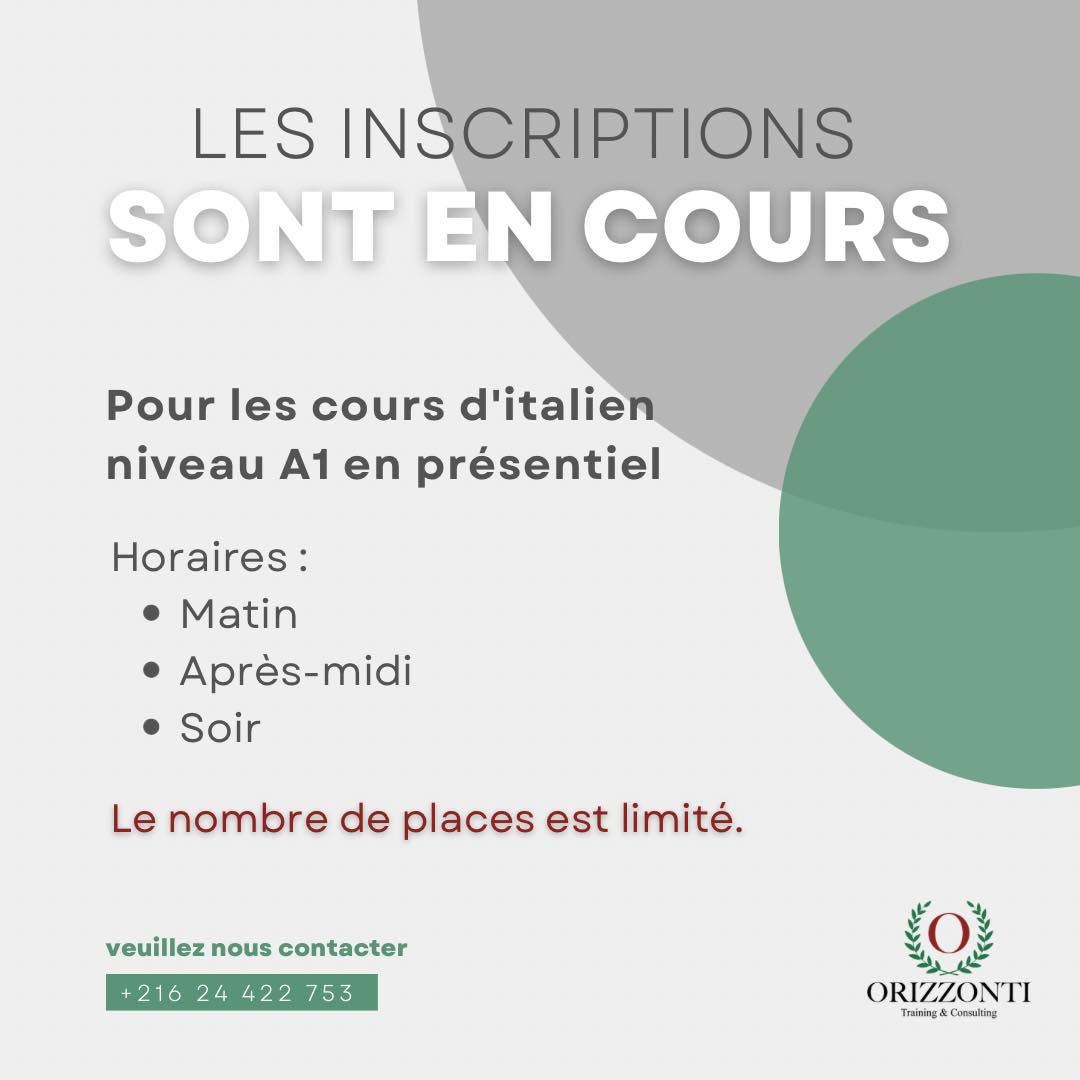 LES INSCRIPTIONS
SONT EN COURS
Pour les cours d'italien
niveau A1 en présentiel
Horaires :
• Matin
• Après-midi
• Soir
Le nombre de places est limité.
veuillez nous contacter
+216 24 422 753
O
ORIZZONTI
Training & Consulting